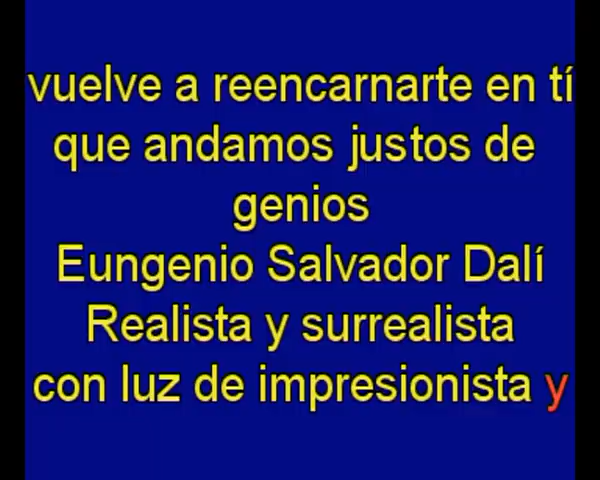 vuelve a reencarnarte en tí
que andamos justos de
genios
Eungenio Salvador Dalí
Realista y surrealista
con luz de impresionista y